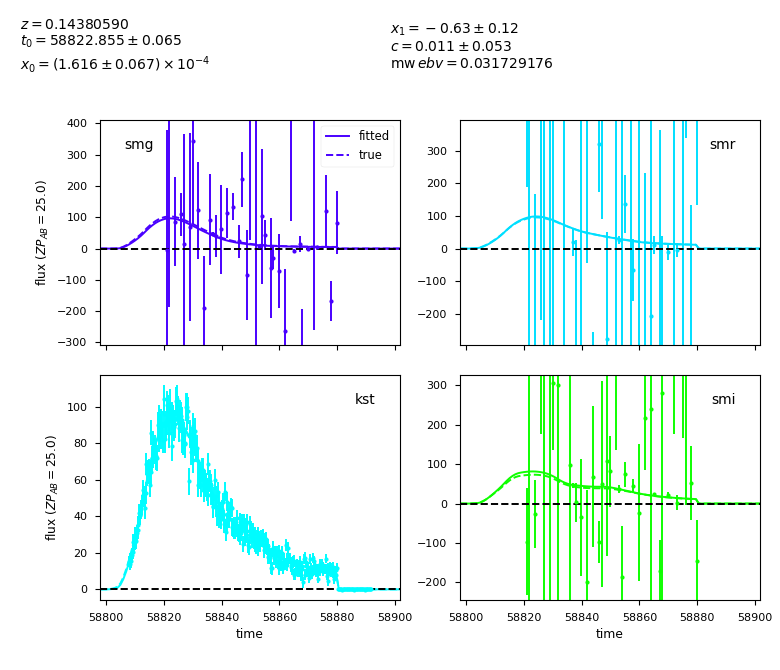 z = 0.14380590
t₀ = 58822.855 ± 0.065
x₀ = (1.616 ± 0.067) × 10⁻⁴
x₁ = −0.63 ± 0.12
c = 0.011 ± 0.053
mw ebv = 0.031729176
smg
fitted
true
400
300
200
100
0
−100
−200
−300
flux (ZP_AB = 25.0)
smr
300
200
100
0
−100
−200
kst
100
80
60
40
20
0
flux (ZP_AB = 25.0)
58800 58820 58840 58860 58880 58900
time
smi
300
200
100
0
−100
−200
58800 58820 58840 58860 58880 58900
time